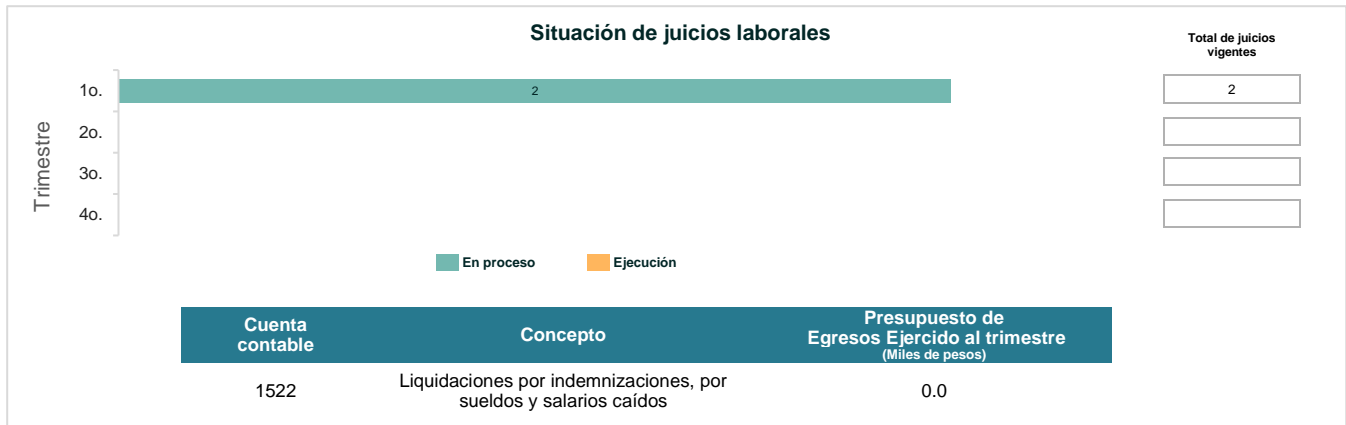 Situación de juicios laborales
Total de juicios
vigentes
Trimestre
1o.
2
2
2o.
3o.
4o.
En proceso
Ejecución
Cuenta
contable
Concepto
Presupuesto de
Egresos Ejercido al trimestre
(Miles de pesos)
1522
Liquidaciones por indemnizaciones, por
sueldos y salarios caídos
0.0